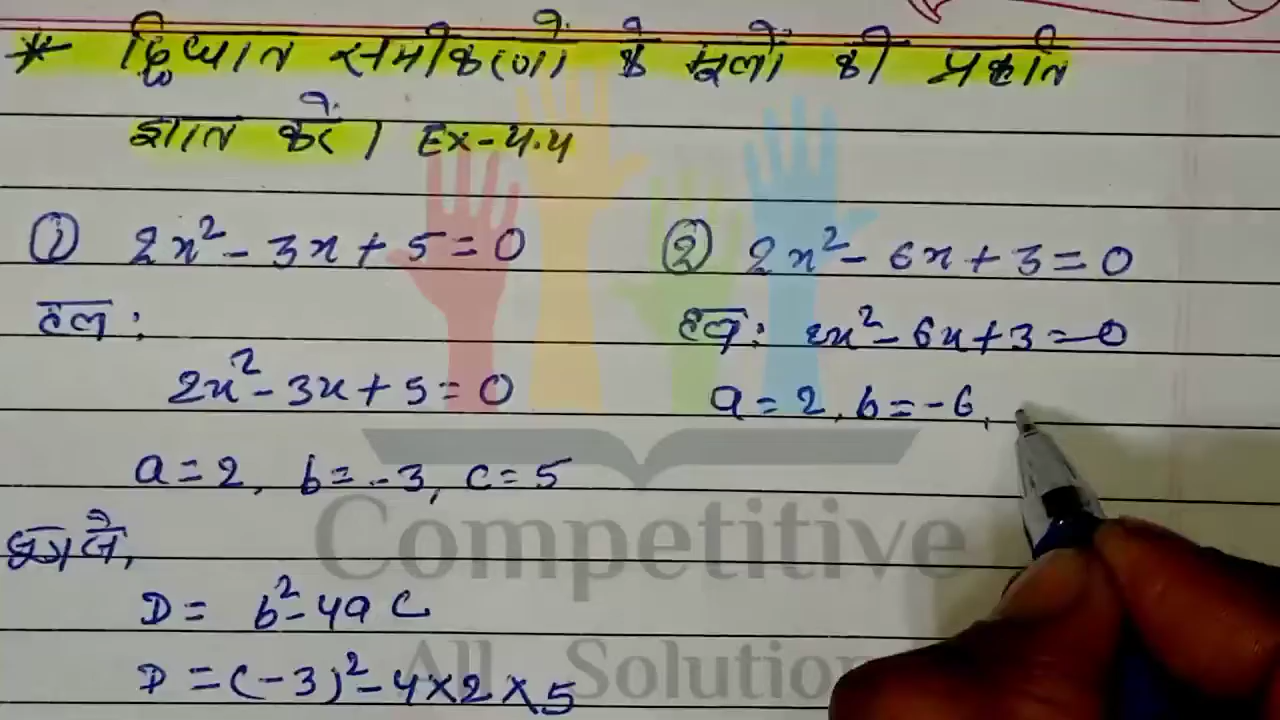 * द्विघात समीकरणों के मूलों की प्रकृति
ज्ञात करें। Ex-4.4
① 2x² - 3x + 5 = 0
हल :
2x² - 3x + 5 = 0
a = 2, b = -3, c = 5
D = b² - 4ac
D = (-3)² - 4×2×5
② 2x² - 6x + 3 = 0
हल : 2x² - 6x + 3 = 0
a = 2, b = -6,
Competitive
All Solution